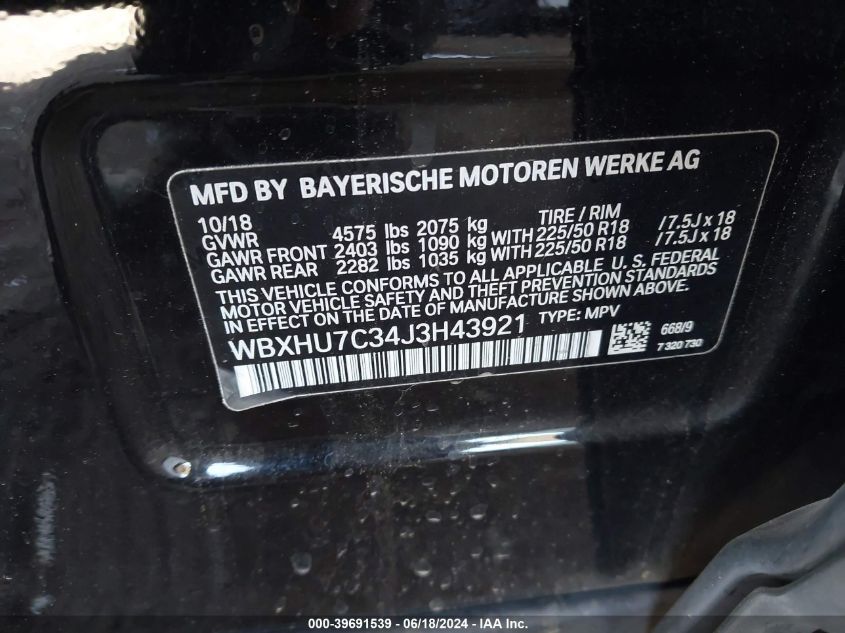 MFD BY BAYERISCHE MOTOREN WERKE AG
10/18 TIRE / RIM
GVWR 4575 lbs 2075 kg
GAWR FRONT 2403 lbs 1090 kg WITH 225/50 R18 / 7.5J x 18
GAWR REAR 2282 lbs 1035 kg WITH 225/50 R18 / 7.5J x 18
THIS VEHICLE CONFORMS TO ALL APPLICABLE U. S. FEDERAL
MOTOR VEHICLE SAFETY AND THEFT PREVENTION STANDARDS
IN EFFECT ON THE DATE OF MANUFACTURE SHOWN ABOVE.
WBXHU7C34J3H43921 TYPE: MPV
668/9
7 320 730
000-39691539 - 06/18/2024 - IAA Inc.